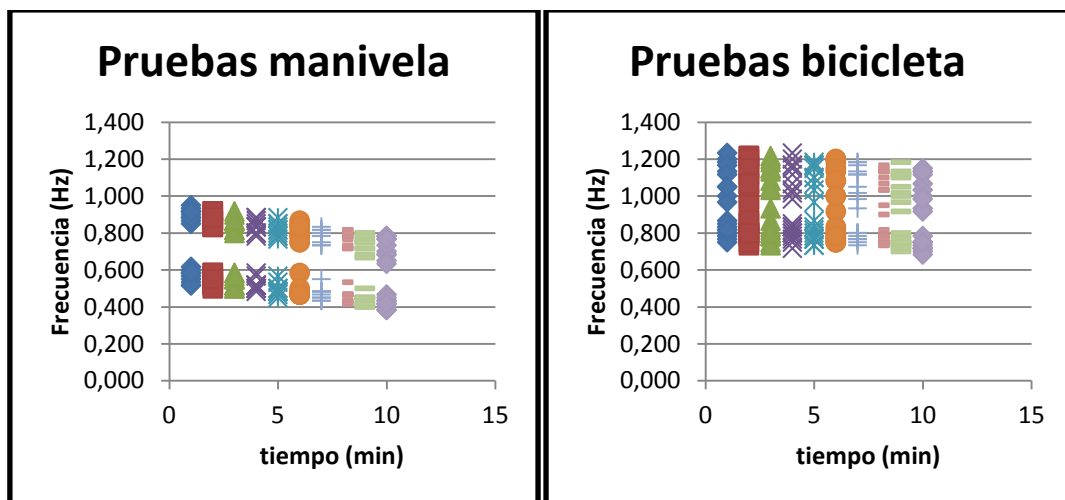 Pruebas manivela
Frecuencia (Hz)
1,400
1,200
1,000
0,800
0,600
0,400
0,200
0,000
0 5 10 15
tiempo (min)
Pruebas bicicleta
Frecuencia (Hz)
1,400
1,200
1,000
0,800
0,600
0,400
0,200
0,000
0 5 10 15
tiempo (min)